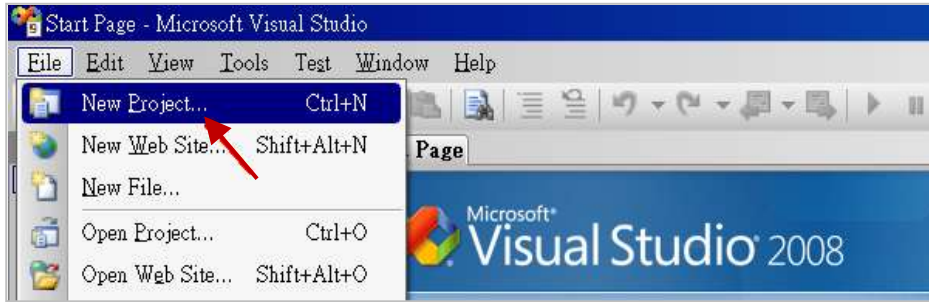 Start Page - Microsoft Visual Studio
File Edit View Tools Test Window Help
New Project... Ctrl+N
New Web Site... Shift+Alt+N
Page
New File...
Open Project... Ctrl+O
Microsoft
Visual Studio 2008
Open Web Site... Shift+Alt+O